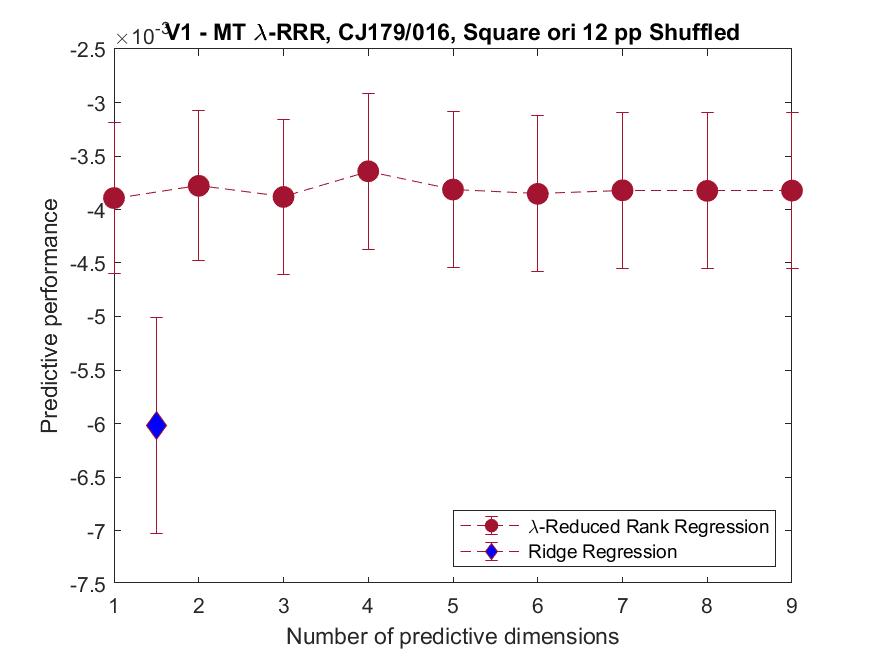 ×10-3
V1 - MT λ-RRR, CJ179/016, Square ori 12 pp Shuffled
-2.5
-3
-3.5
-4
-4.5
-5
-5.5
-6
-6.5
-7
-7.5
Predictive performance
λ-Reduced Rank Regression
Ridge Regression
1 2 3 4 5 6 7 8 9
Number of predictive dimensions